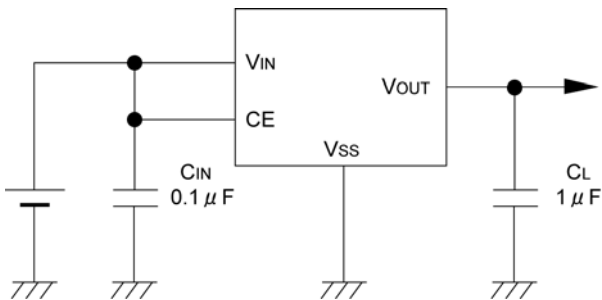 VIN
VOUT
CE
VSS
CIN
0.1 μF
CL
1 μF